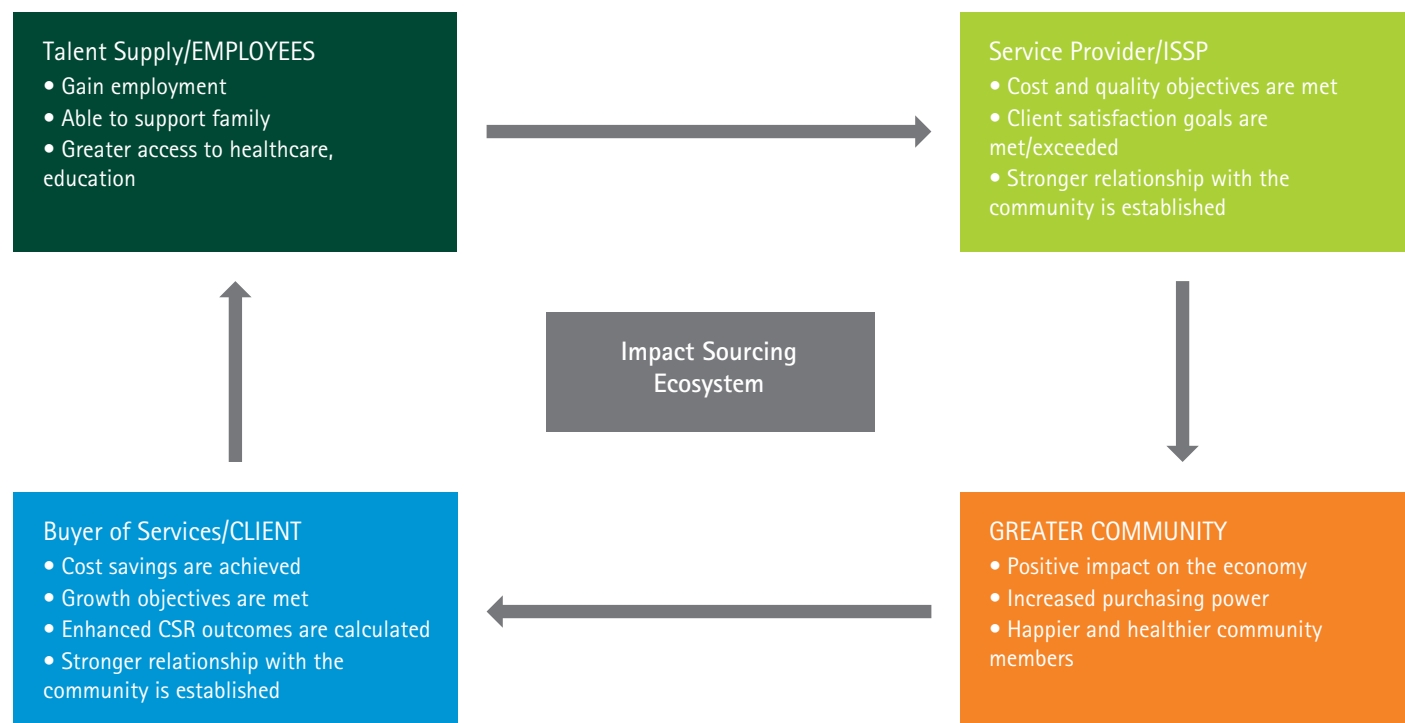 Talent Supply/EMPLOYEES
• Gain employment
• Able to support family
• Greater access to healthcare,
education
Service Provider/ISSP
• Cost and quality objectives are met
• Client satisfaction goals are
met/exceeded
• Stronger relationship with the
community is established
Impact Sourcing
Ecosystem
Buyer of Services/CLIENT
• Cost savings are achieved
• Growth objectives are met
• Enhanced CSR outcomes are calculated
• Stronger relationship with the
community is established
GREATER COMMUNITY
• Positive impact on the economy
• Increased purchasing power
• Happier and healthier community
members